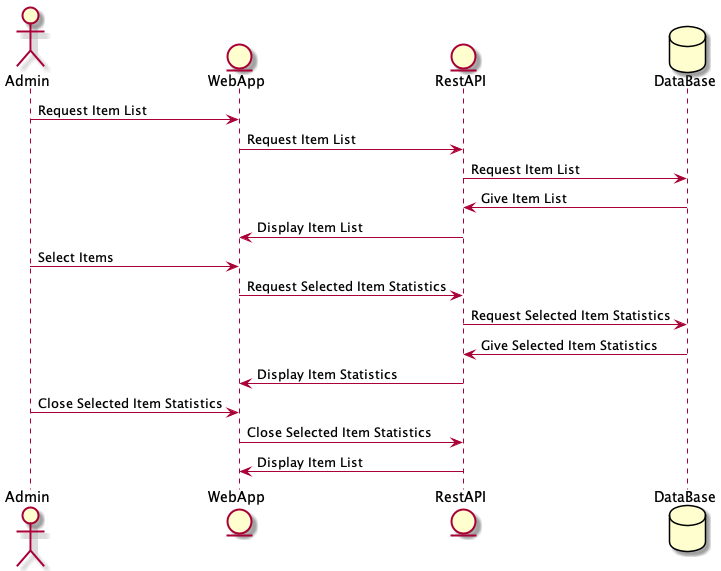 Admin WebApp RestAPI DataBase
Request Item List
Request Item List
Request Item List
Give Item List
Display Item List
Select Items
Request Selected Item Statistics
Request Selected Item Statistics
Give Selected Item Statistics
Display Item Statistics
Close Selected Item Statistics
Close Selected Item Statistics
Display Item List
Admin WebApp RestAPI DataBase